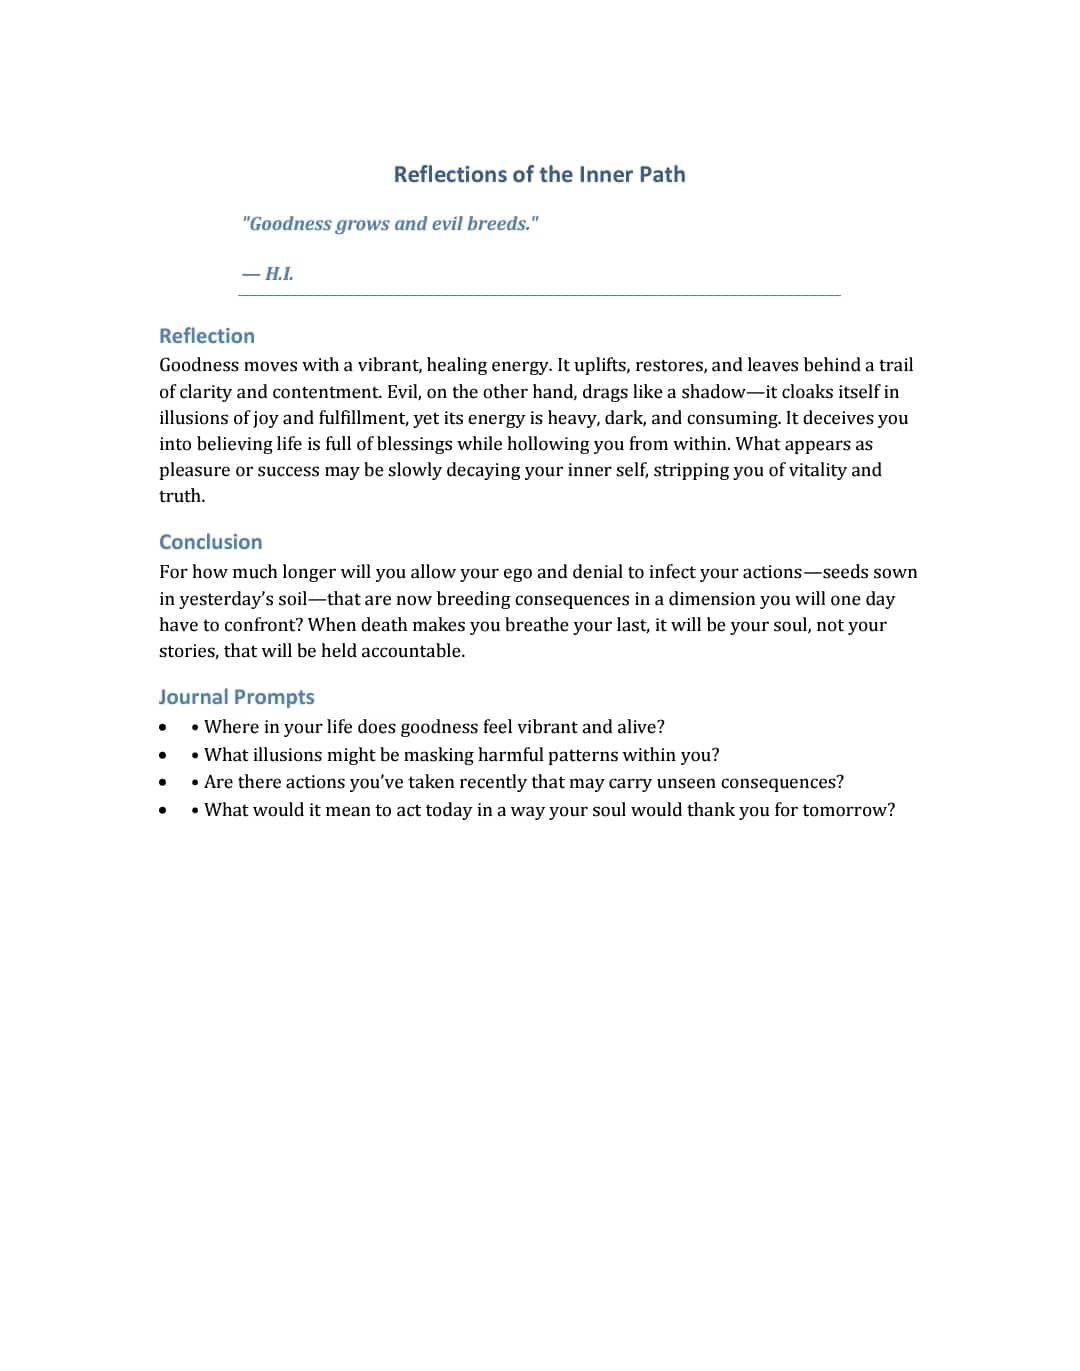 Reflections of the Inner Path
"Goodness grows and evil breeds."
— H.I.
Reflection
Goodness moves with a vibrant, healing energy. It uplifts, restores, and leaves behind a trail
of clarity and contentment. Evil, on the other hand, drags like a shadow—it cloaks itself in
illusions of joy and fulfillment, yet its energy is heavy, dark, and consuming. It deceives you
into believing life is full of blessings while hollowing you from within. What appears as
pleasure or success may be slowly decaying your inner self, stripping you of vitality and
truth.
Conclusion
For how much longer will you allow your ego and denial to infect your actions—seeds sown
in yesterday’s soil—that are now breeding consequences in a dimension you will one day
have to confront? When death makes you breathe your last, it will be your soul, not your
stories, that will be held accountable.
Journal Prompts
• • Where in your life does goodness feel vibrant and alive?
• • What illusions might be masking harmful patterns within you?
• • Are there actions you’ve taken recently that may carry unseen consequences?
• • What would it mean to act today in a way your soul would thank you for tomorrow?